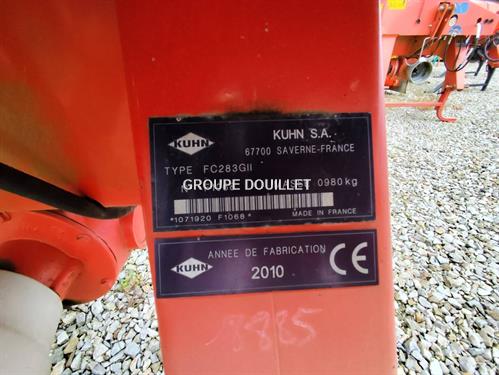 KUHN
KUHN S.A.
67700 SAVERNE-FRANCE
TYPE FC283GII
GROUPE DOUILLET
0980kg
*1071920 F1068*
MADE IN FRANCE
KUHN
ANNEE DE FABRICATION
2010
CE
8825